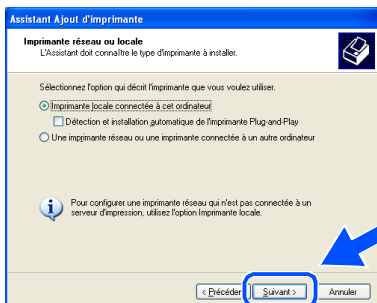 Assistant Ajout d'imprimante
Imprimante réseau ou locale
L'Assistant doit connaître le type d'imprimante à installer.
Sélectionnez l'option qui décrit l'imprimante que vous voulez utiliser.
Imprimante locale connectée à cet ordinateur
Détection et installation automatique de l'imprimante Plug-and-Play
Une imprimante réseau ou une imprimante connectée à un autre ordinateur
Pour configurer une imprimante réseau qui n'est pas connectée à un
serveur d'impression, utilisez l'option Imprimante locale.
< Précédent Suivant > Annuler